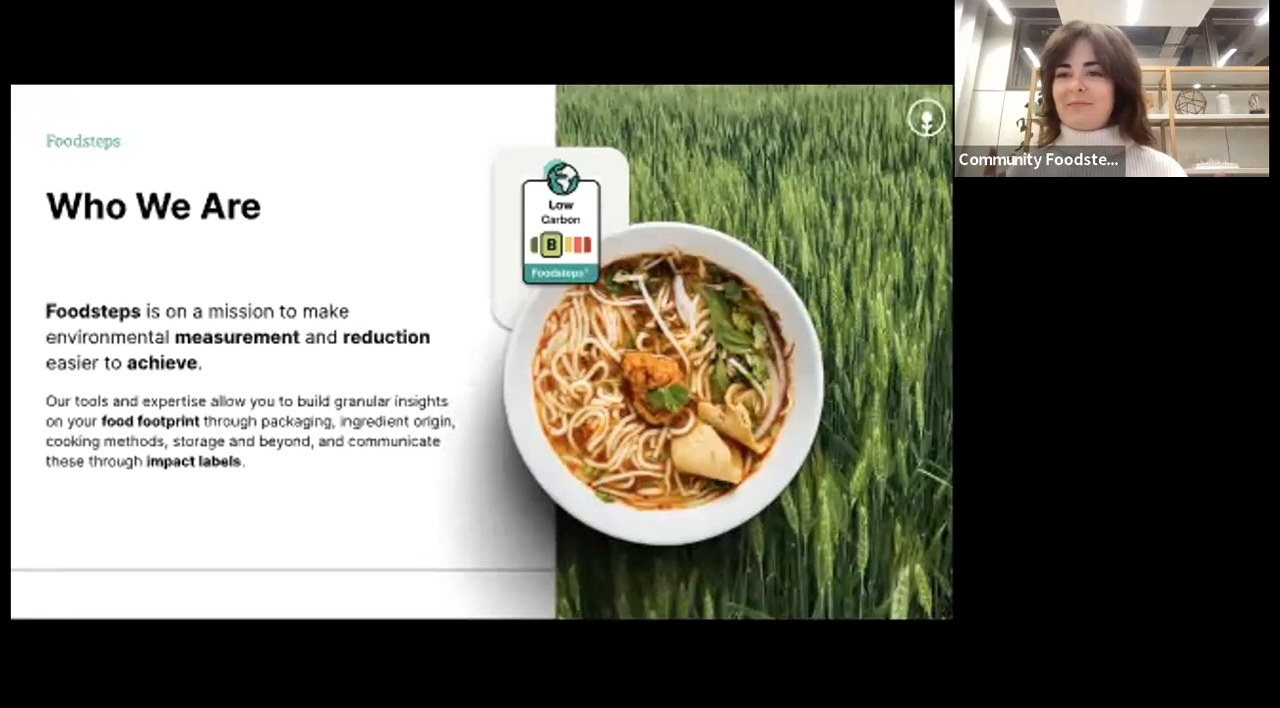 Foodsteps
Who We Are
Foodsteps is on a mission to make
environmental measurement and reduction
easier to achieve.
Our tools and expertise allow you to build granular insights
on your food footprint through packaging, ingredient origin,
cooking methods, storage and beyond, and communicate
these through impact labels.
Low
Carbon
B
Foodsteps
Community Foodste...